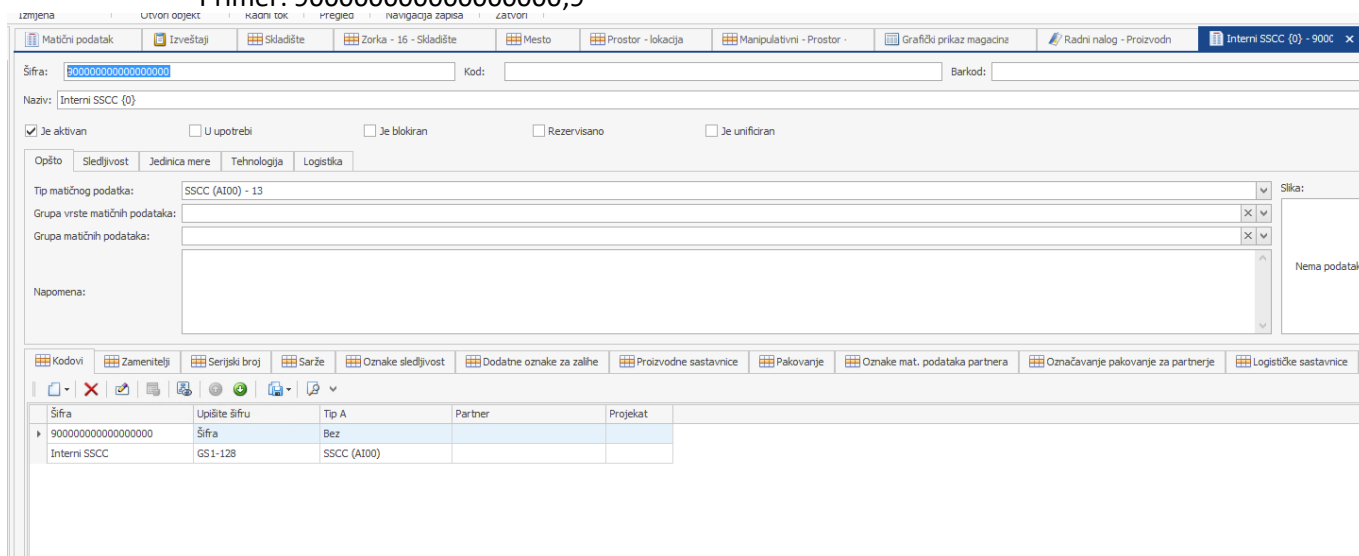 Primer: 900000000000000000,9
Izmjena Otvori objekt Radni tok Pregled Navigacija zapisa Zatvori
Matični podatak Izveštaji Skladište Zorka - 16 - Skladište Mesto Prostor - lokacija Manipulativni - Prostor - Grafički prikaz magacina Radni nalog - Proizvodn Interni SSCC {0} - 900
Šifra: 900000000000000000 Kod: Barkod:
Naziv: Interni SSCC {0}
Je aktivan U upotrebi Je blokiran Rezervisano Je unificiran
Opšto Sledljivost Jedinica mere Tehnologija Logistika
Tip matičnog podatka: SSCC (AI00) - 13 Slika:
Grupa vrste matičnih podataka:
Grupa matičnih podataka:
Nema podatak
Napomena:
Kodovi Zamenitelji Serijski broj Sarže Oznake sledljivost Dodatne oznake za zalihe Proizvodne sastavnice Pakovanje Oznake mat. podataka partnera Označavanje pakovanje za partnerje Logističke sastavnice
Šifra Upišite šifru Tip A Partner Projekat
900000000000000000 Šifra Bez
Interni SSCC GS1-128 SSCC (AI00)